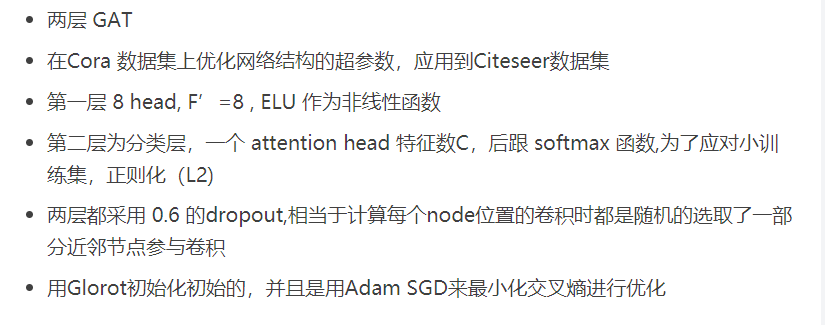 两层 GAT
在Cora 数据集上优化网络结构的超参数，应用到Citeseer数据集
第一层 8 head, F’=8 , ELU 作为非线性函数
第二层为分类层，一个 attention head 特征数C，后跟 softmax 函数,为了应对小训
练集，正则化（L2)
两层都采用 0.6 的dropout,相当于计算每个node位置的卷积时都是随机的选取了一部
分近邻节点参与卷积
用Glorot初始化初始的，并且是用Adam SGD来最小化交叉熵进行优化